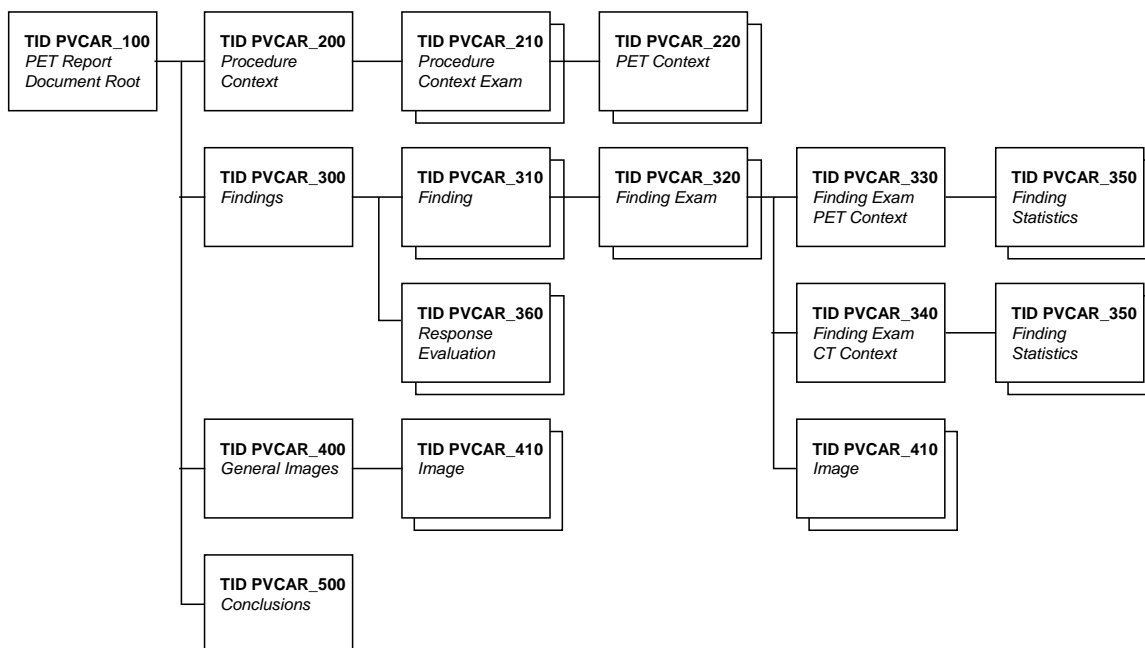 TID PVCAR_100
PET Report
Document Root
TID PVCAR_200
Procedure
Context
TID PVCAR_210
Procedure
Context Exam
TID PVCAR_220
PET Context
TID PVCAR_300
Findings
TID PVCAR_310
Finding
TID PVCAR_320
Finding Exam
TID PVCAR_330
Finding Exam
PET Context
TID PVCAR_350
Finding
Statistics
TID PVCAR_360
Response
Evaluation
TID PVCAR_340
Finding Exam
CT Context
TID PVCAR_350
Finding
Statistics
TID PVCAR_400
General Images
TID PVCAR_410
Image
TID PVCAR_410
Image
TID PVCAR_500
Conclusions